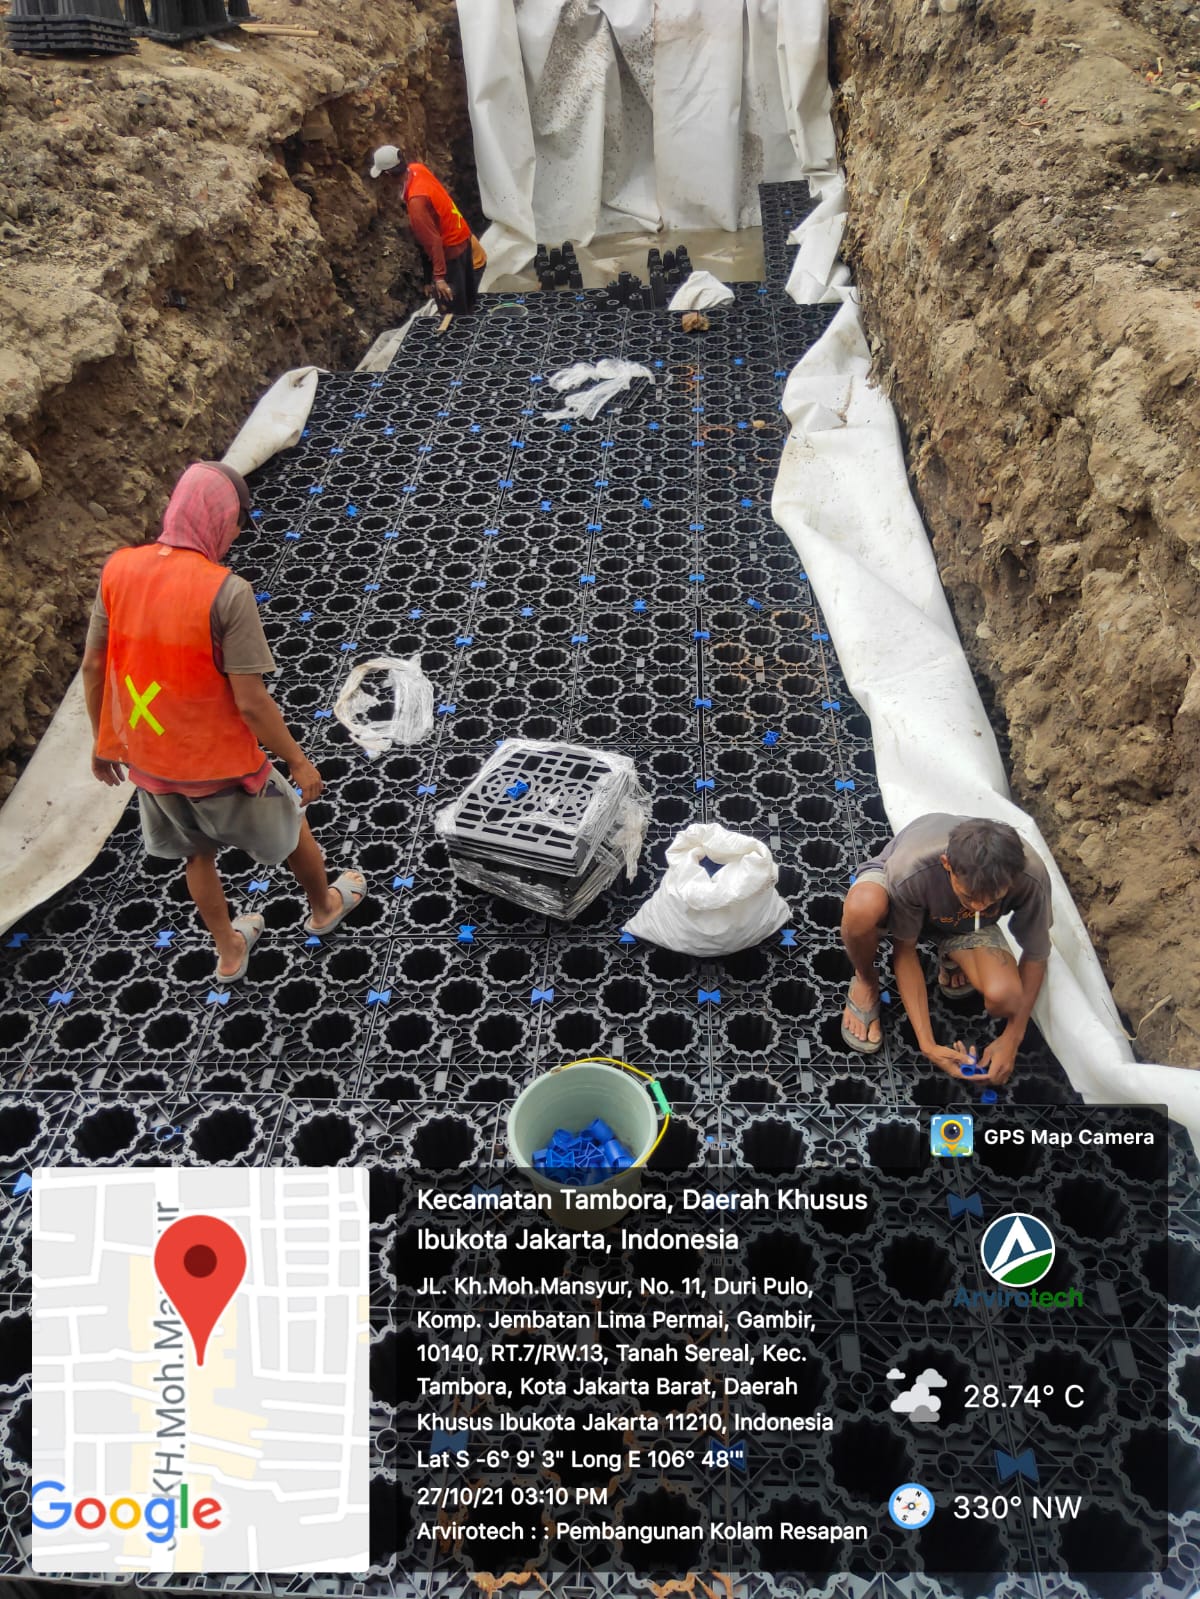 GPS Map Camera
Kecamatan Tambora, Daerah Khusus
Ibukota Jakarta, Indonesia
JL. Kh.Moh.Mansyur, No. 11, Duri Pulo,
Komp. Jembatan Lima Permai, Gambir,
10140, RT.7/RW.13, Tanah Sereal, Kec.
Tambora, Kota Jakarta Barat, Daerah
Khusus Ibukota Jakarta 11210, Indonesia
Lat S -6° 9' 3" Long E 106° 48'"
27/10/21 03:10 PM
Arvirotech : : Pembangunan Kolam Resapan
Arvirotech
28.74° C
330° NW
Google